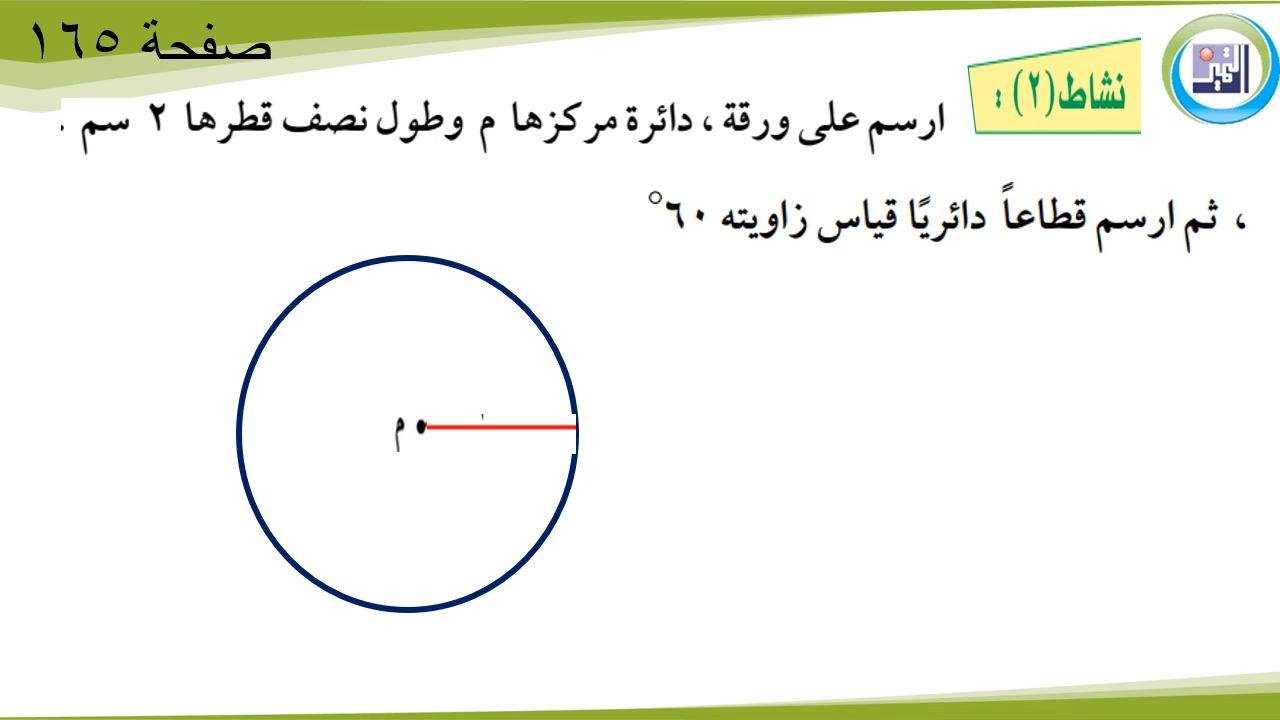 صفحة ١٦٥
التميز
نشاط (٢) :
ارسم على ورقة ، دائرة مركزها م وطول نصف قطرها ٢ سم .
، ثم ارسم قطاعاً دائريًا قياس زاويته ٦٠°
م